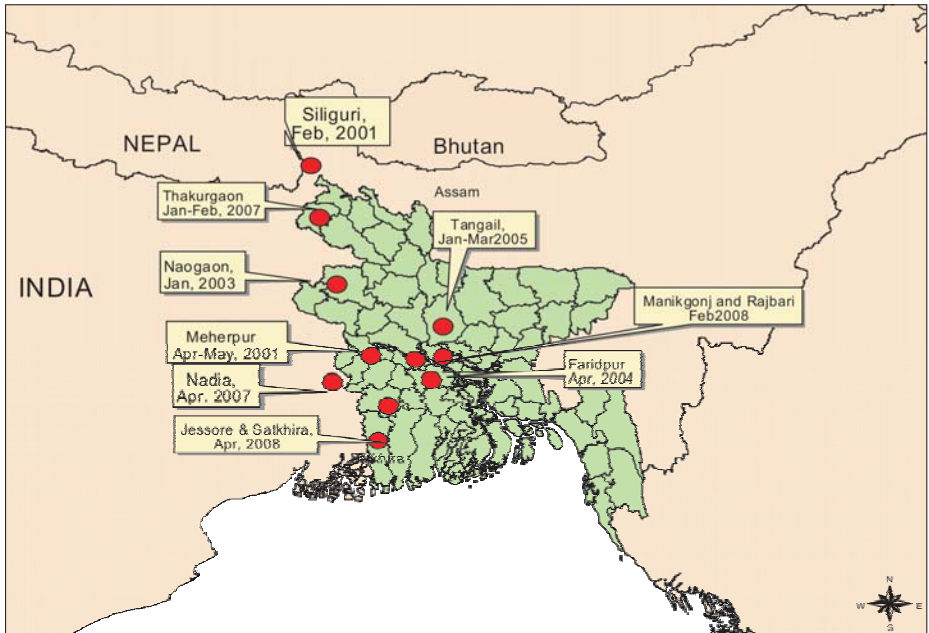 Siliguri,
Feb, 2001
NEPAL
Bhutan
Thakurgaon
Jan-Feb, 2007
Assam
Tangail,
Jan-Mar2005
Naogaon,
Jan, 2003
INDIA
Manikgonj and Rajbari
Feb2008
Meherpur
Apr-May, 2001
Faridpur
Apr, 2004
Nadia,
Apr. 2007
Jessore & Satkhira,
Apr, 2008
N
W E
S